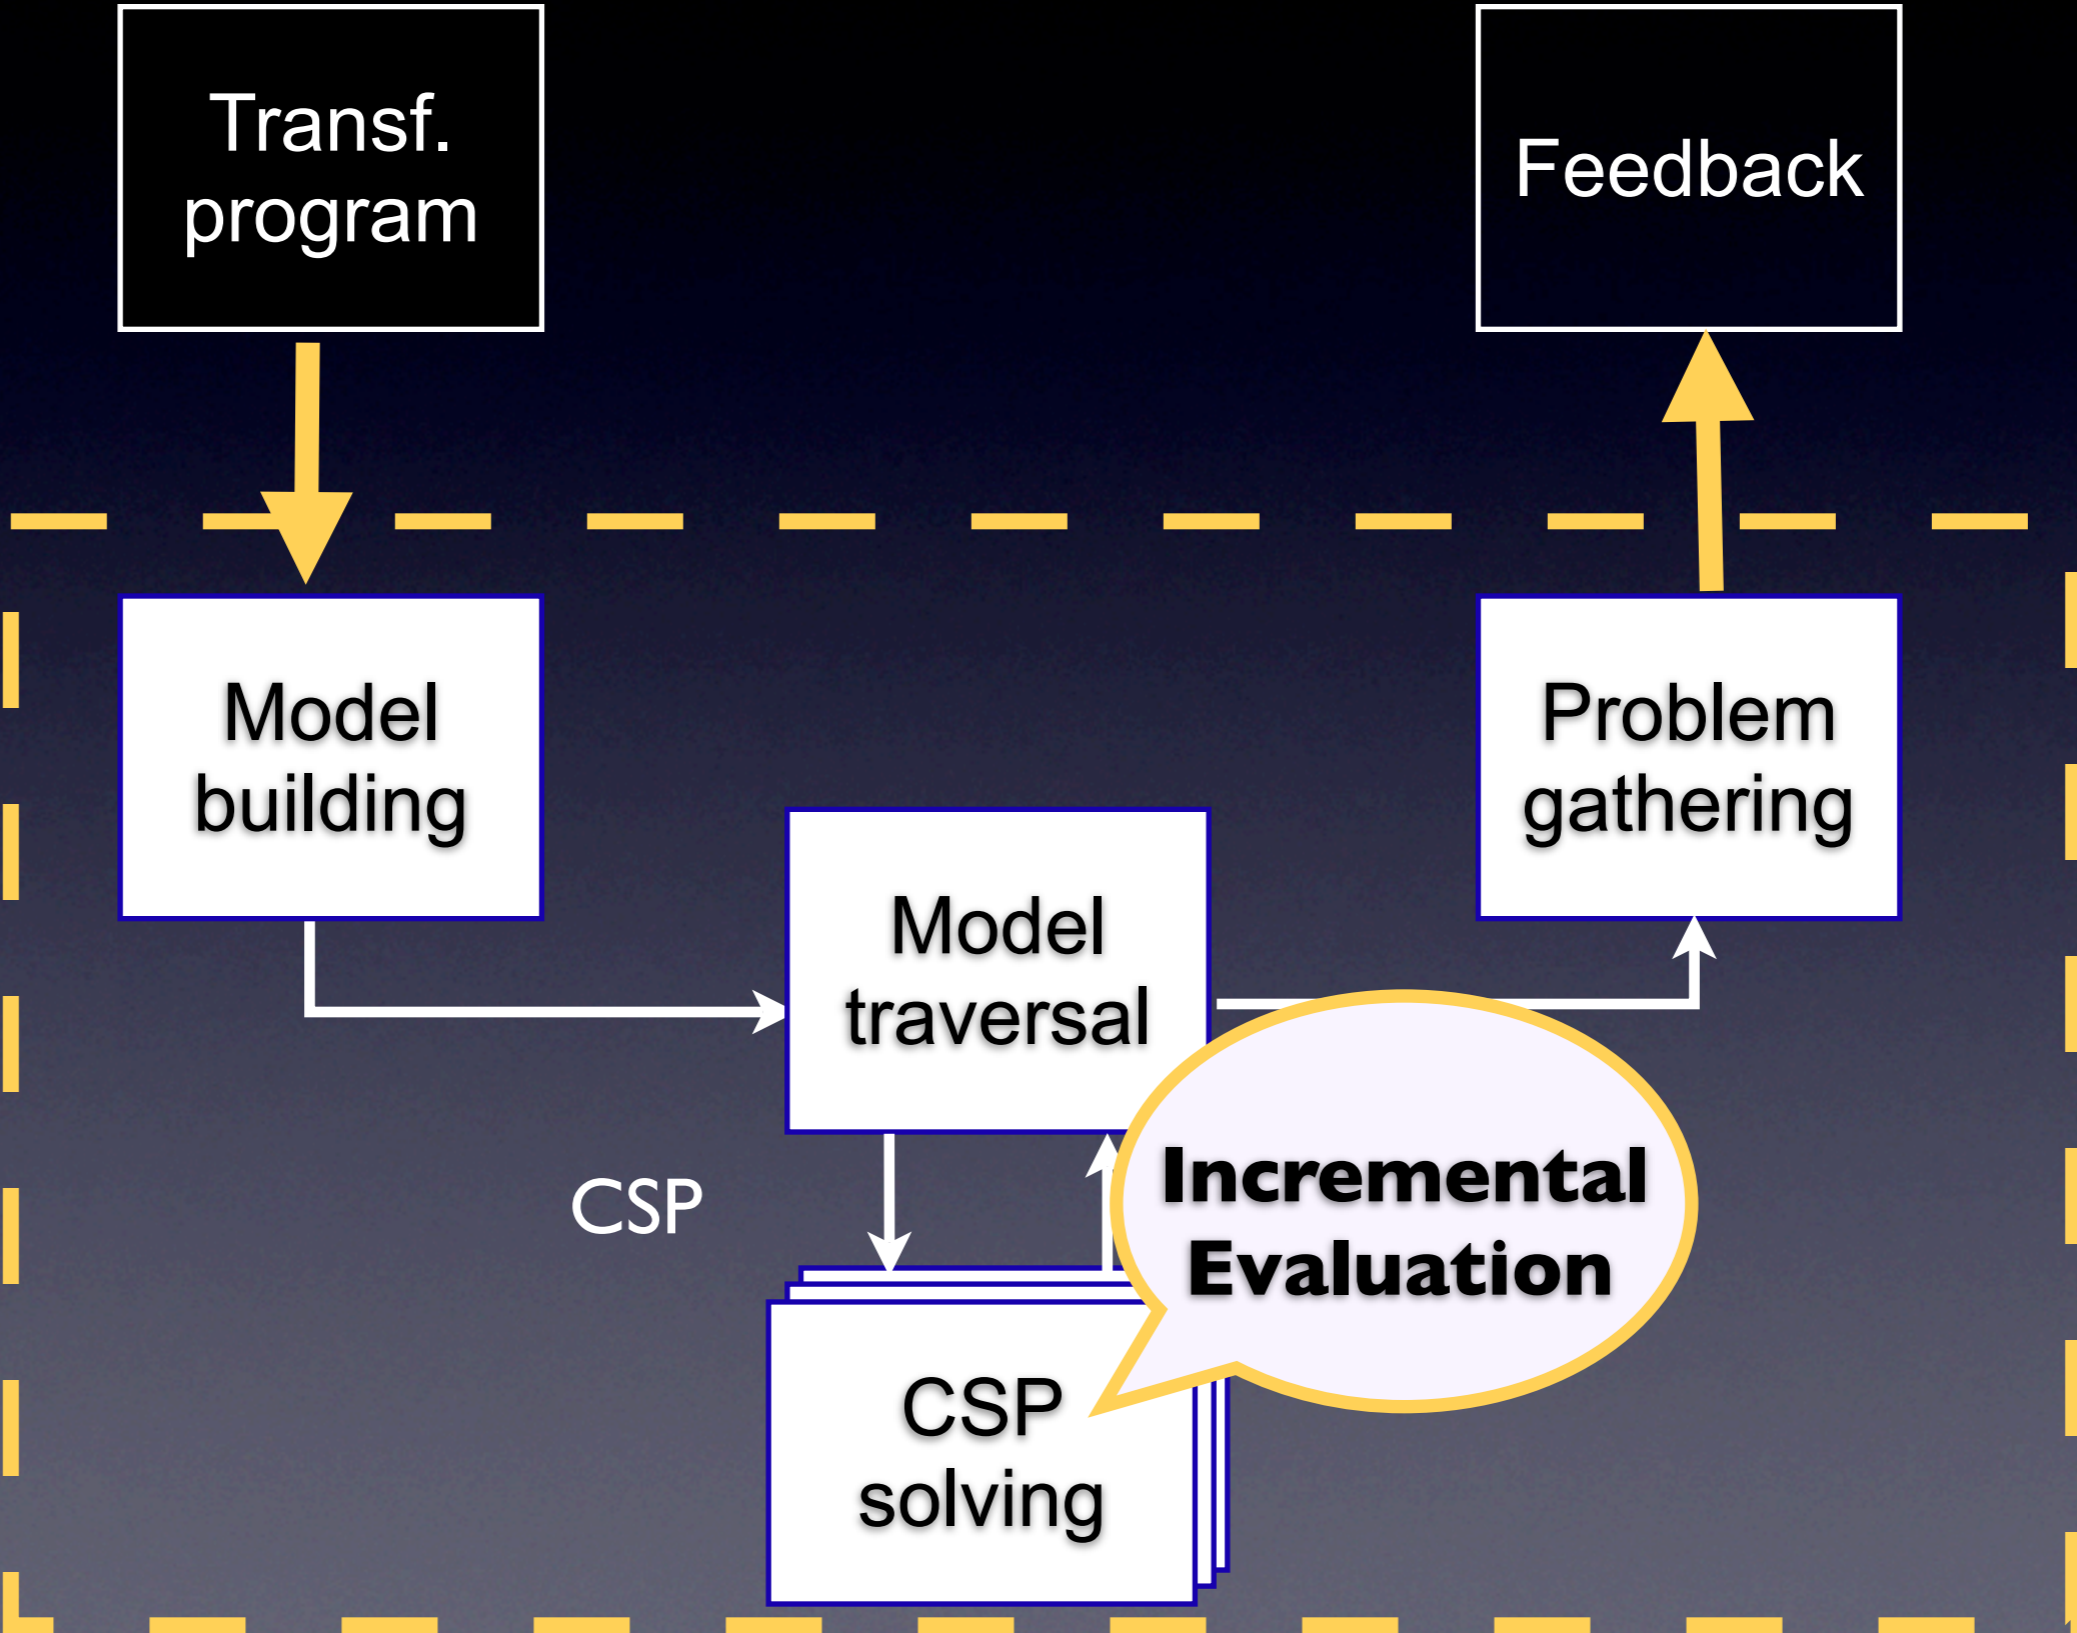 Transf.
program
Feedback
Model
building
Problem
gathering
Model
traversal
CSP
Incremental
Evaluation
CSP
solving